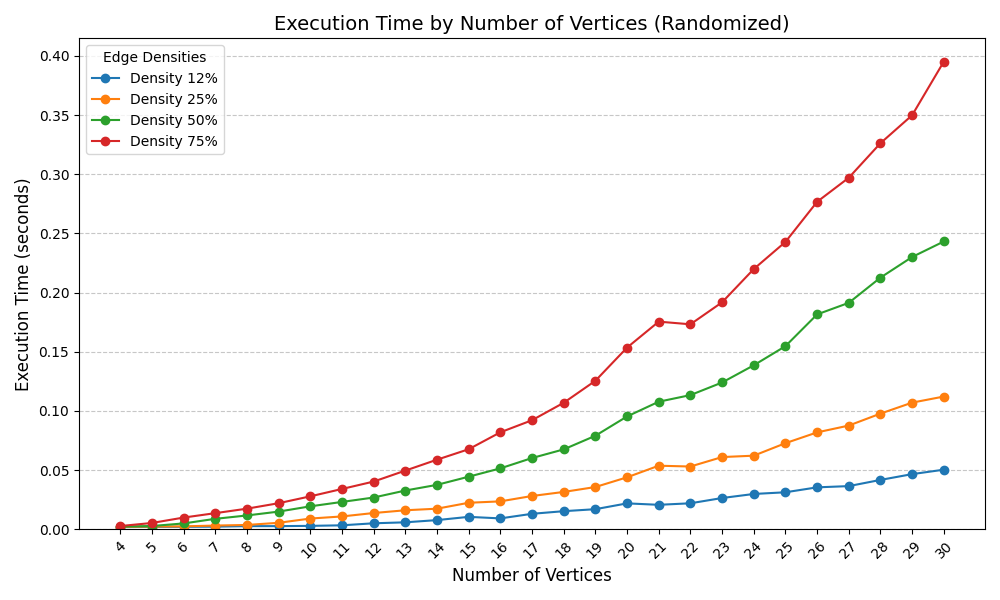 Execution Time by Number of Vertices (Randomized)
Edge Densities
Density 12%
Density 25%
Density 50%
Density 75%
Execution Time (seconds)
0.40
0.35
0.30
0.25
0.20
0.15
0.10
0.05
0.00
4 5 6 7 8 9 10 11 12 13 14 15 16 17 18 19 20 21 22 23 24 25 26 27 28 29 30
Number of Vertices